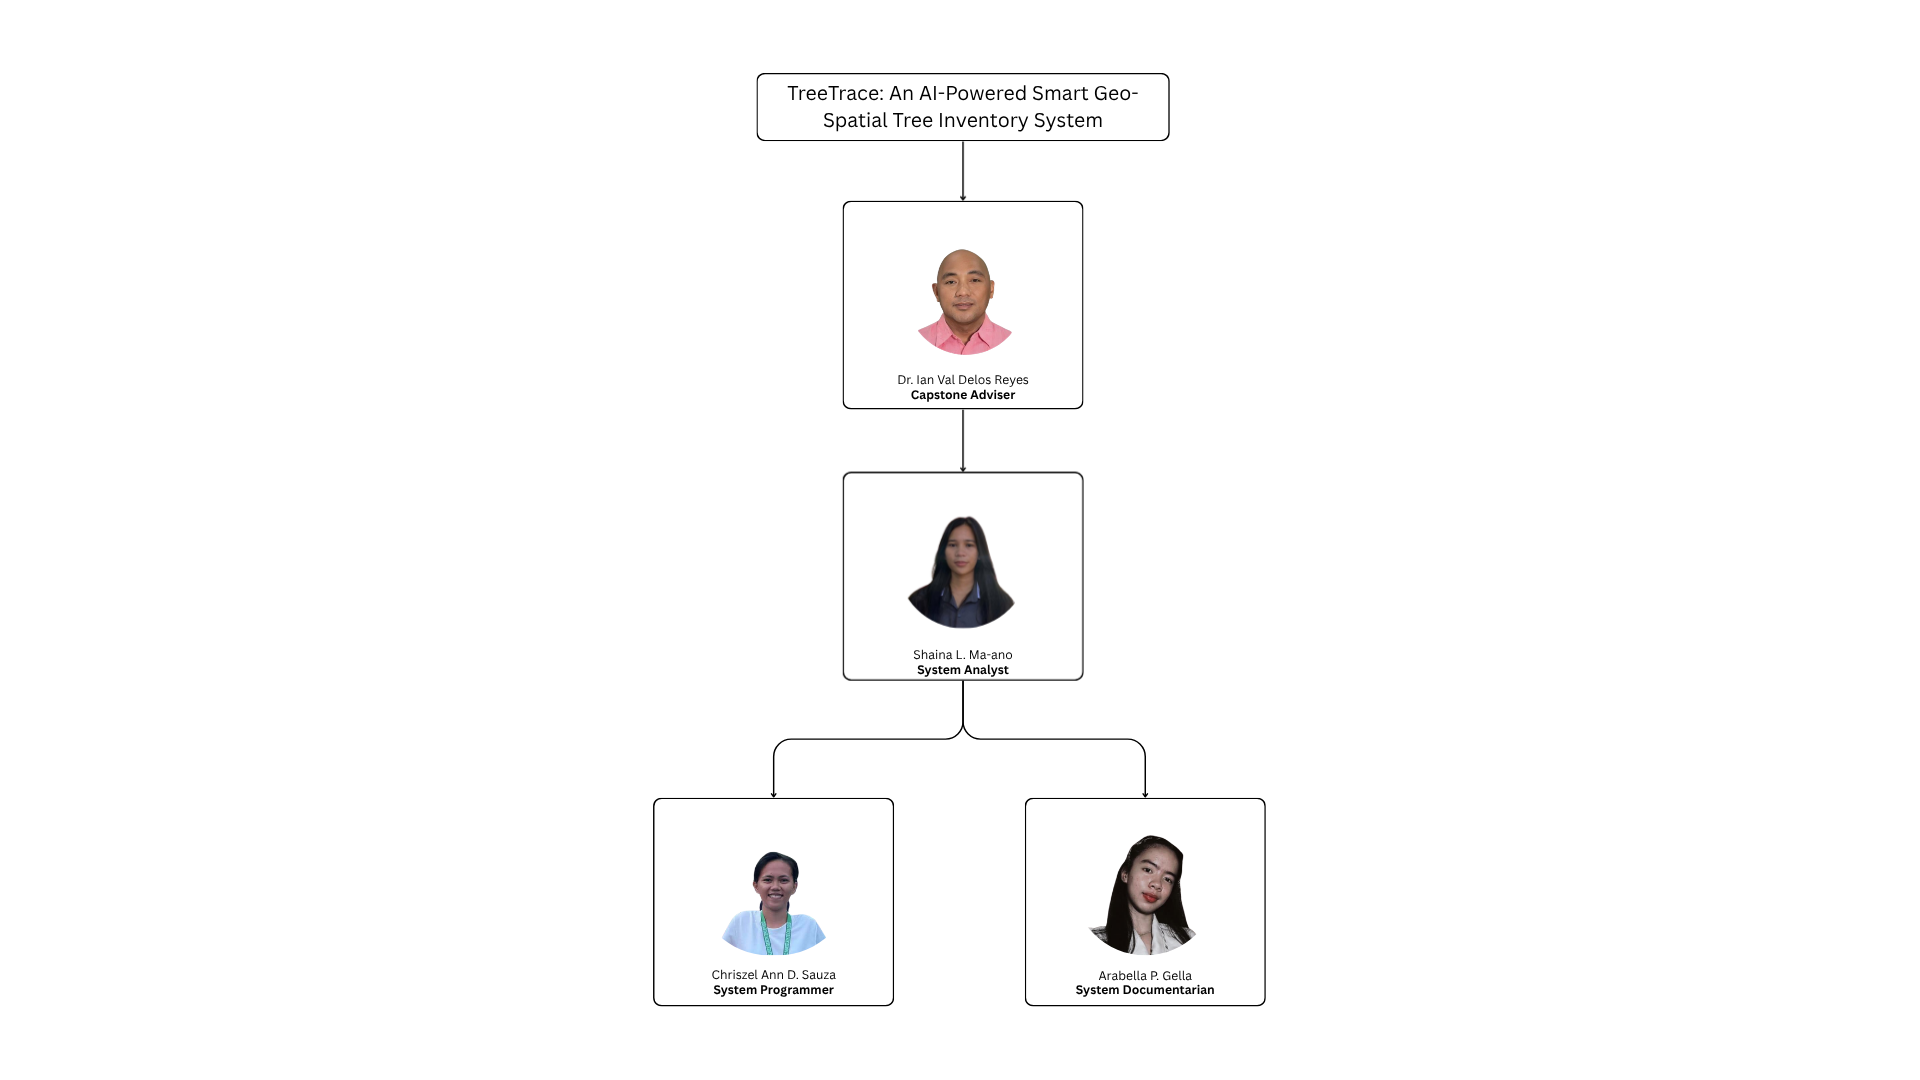 TreeTrace: An AI-Powered Smart Geo-
Spatial Tree Inventory System
Dr. Ian Val Delos Reyes
Capstone Adviser
Shaina L. Ma-ano
System Analyst
Chriszel Ann D. Sauza
System Programmer
Arabella P. Gella
System Documentarian